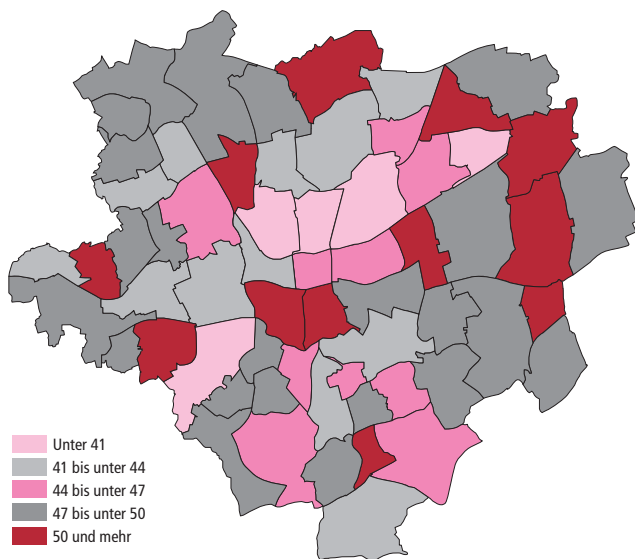 Unter 41
41 bis unter 44
44 bis unter 47
47 bis unter 50
50 und mehr